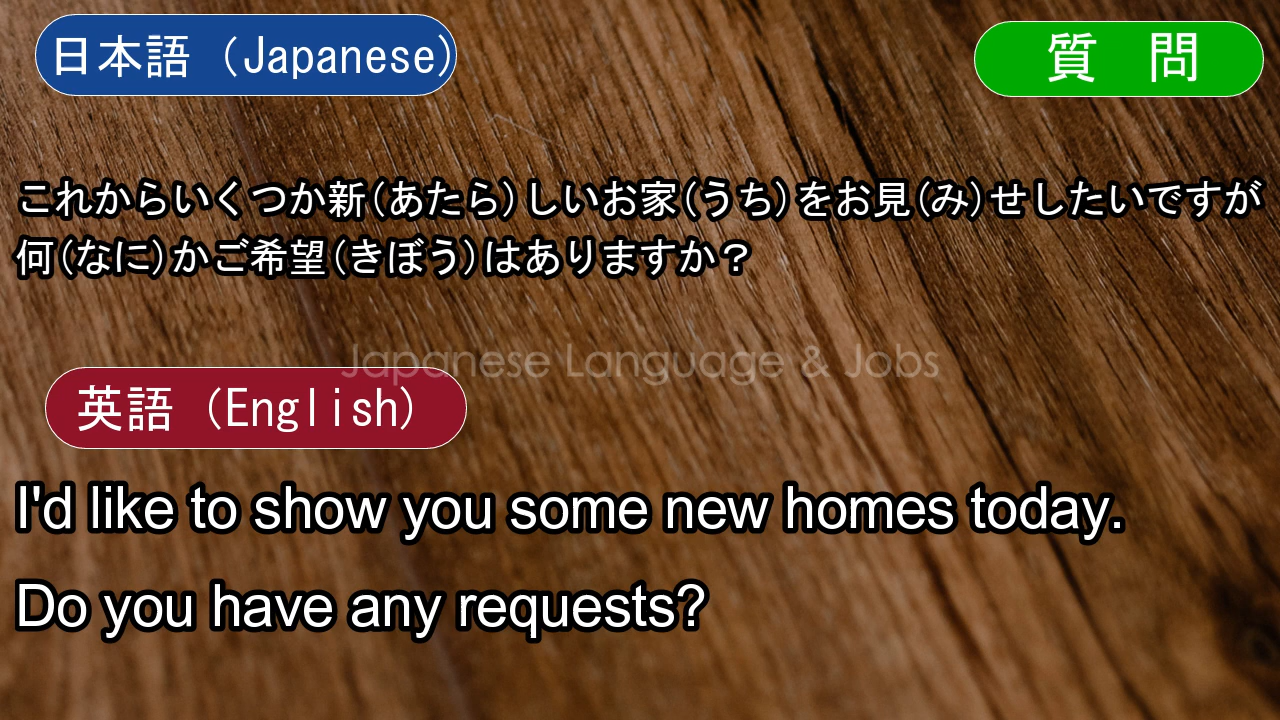 日本語（Japanese）
質　問
これからいくつか新（あたら）しいお家（うち）をお見（み）せしたいですが
何（なに）かご希望（きぼう）はありますか？
Japanese Language & Jobs
英語（English）
I'd like to show you some new homes today.
Do you have any requests?